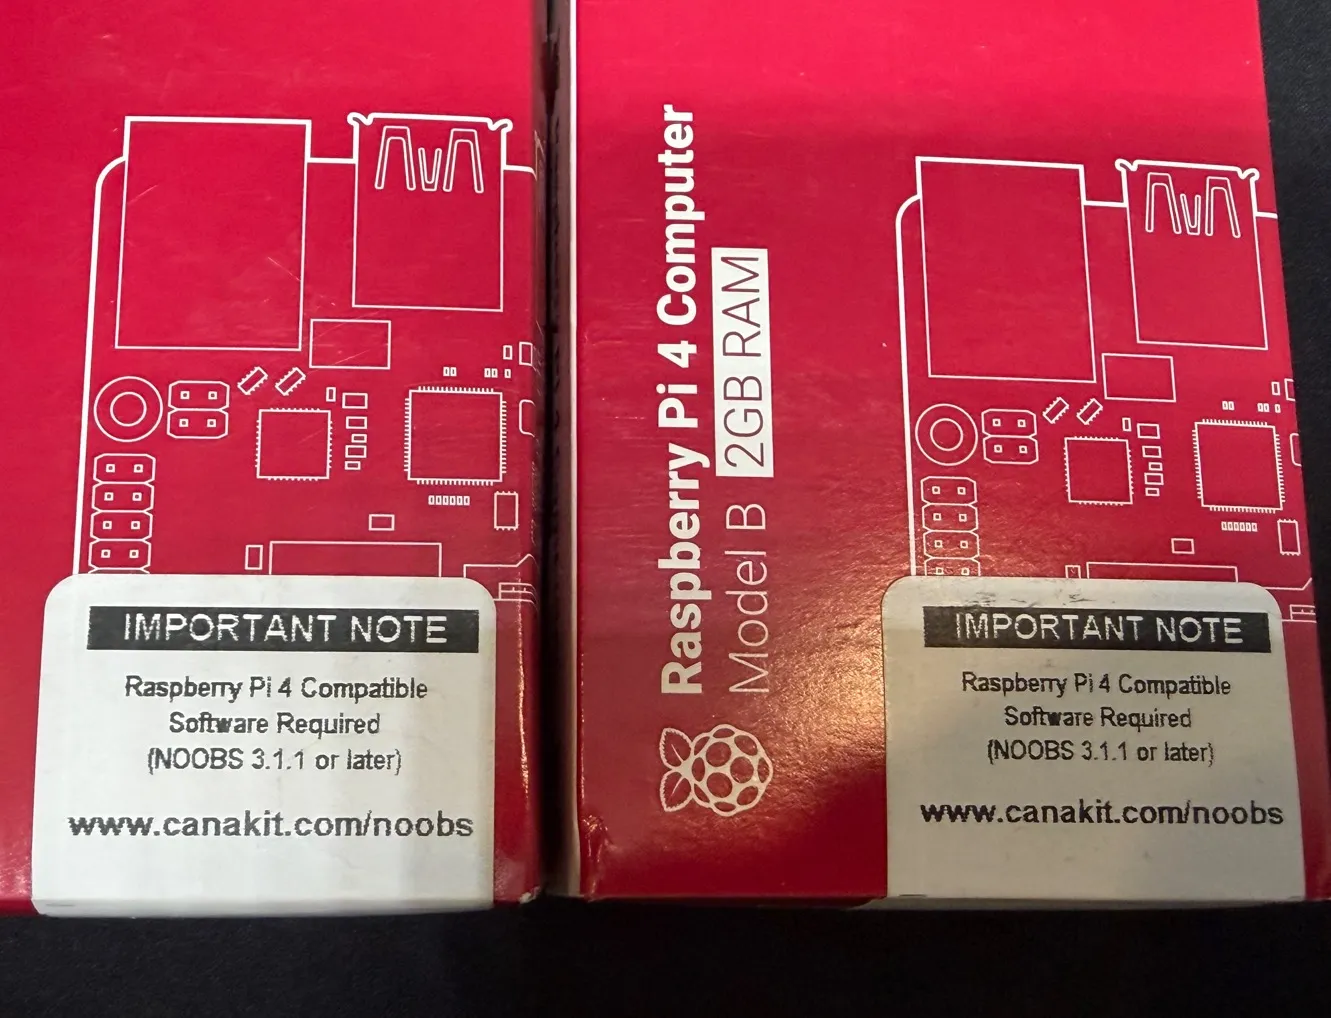 IMPORTANT NOTE
Raspberry Pi 4 Compatible
Software Required
(NOOBS 3.1.1 or later)
www.canakit.com/noobs
Raspberry Pi 4 Computer
Model B 2GB RAM
IMPORTANT NOTE
Raspberry Pi 4 Compatible
Software Required
(NOOBS 3.1.1 or later)
www.canakit.com/noobs